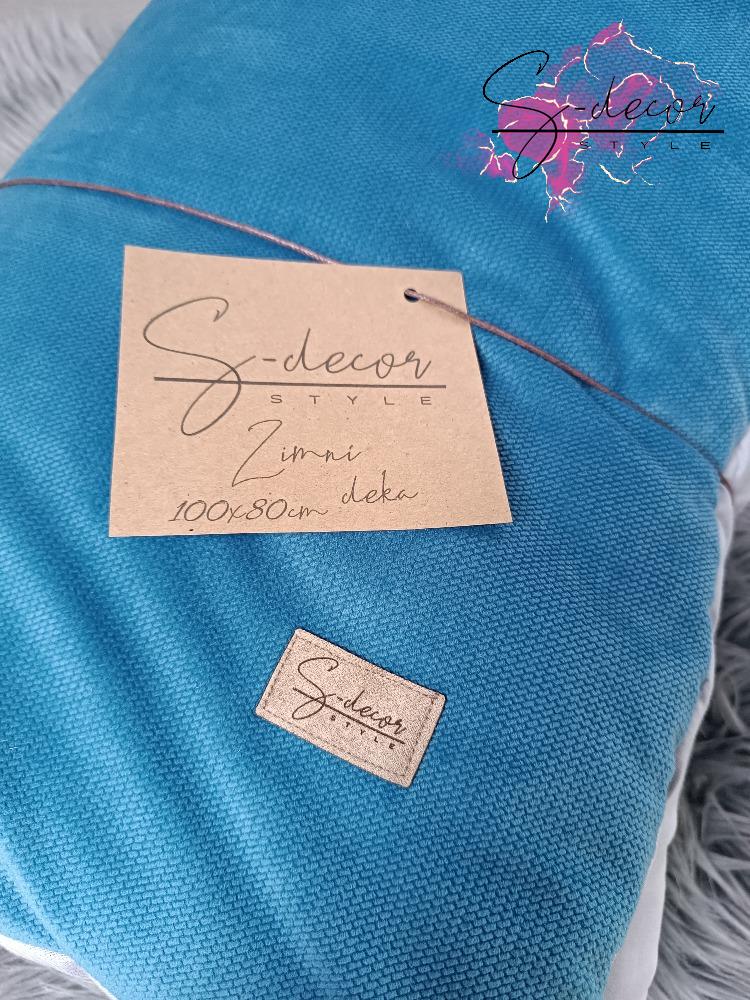 S-decor
STYLE
S-decor
STYLE
Zimni
deka
100x80cm
S-decor
STYLE